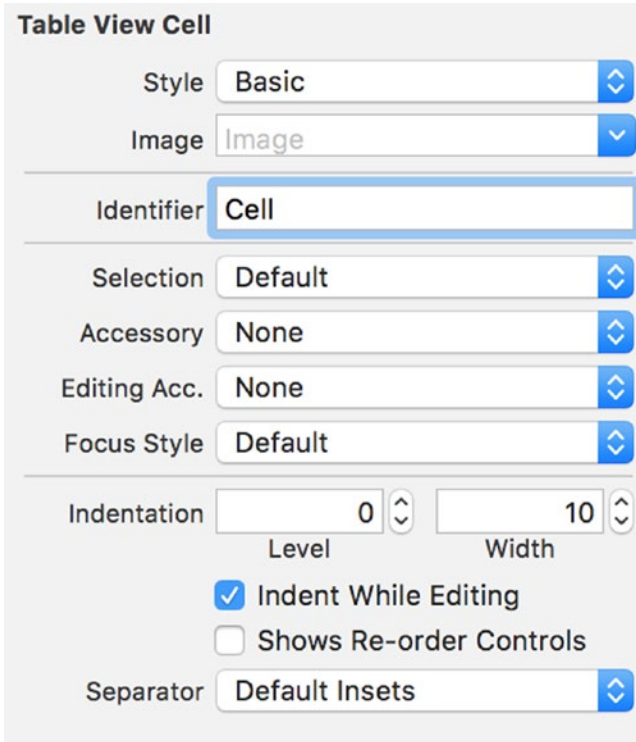 Table View Cell
Style Basic
Image Image
Identifier Cell
Selection Default
Accessory None
Editing Acc. None
Focus Style Default
Indentation 0 10
Level Width
Indent While Editing
Shows Re-order Controls
Separator Default Insets